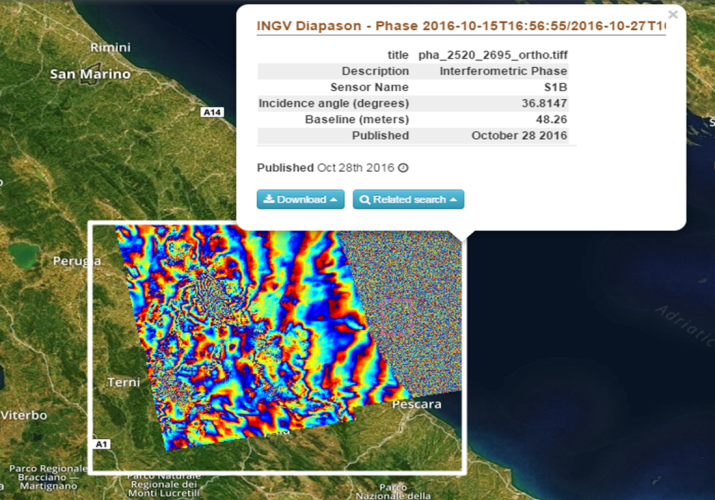 INGV Diapason - Phase 2016-10-15T16:56:55/2016-10-27T1
title pha_2520_2695_ortho.tiff
Description Interferometric Phase
Sensor Name S1B
Incidence angle (degrees) 36.8147
Baseline (meters) 48.26
Published October 28 2016
Published Oct 28th 2016
Download
Related search
Rimini
San Marino
A14
Perugia
Adriatic
Terni
Pescara
Viterbo
A1
Parco Regionale
Bracciano —
Martignano
Parco Naturale
Regionale dei
Monti Lucretili
Parco
Nazionale della